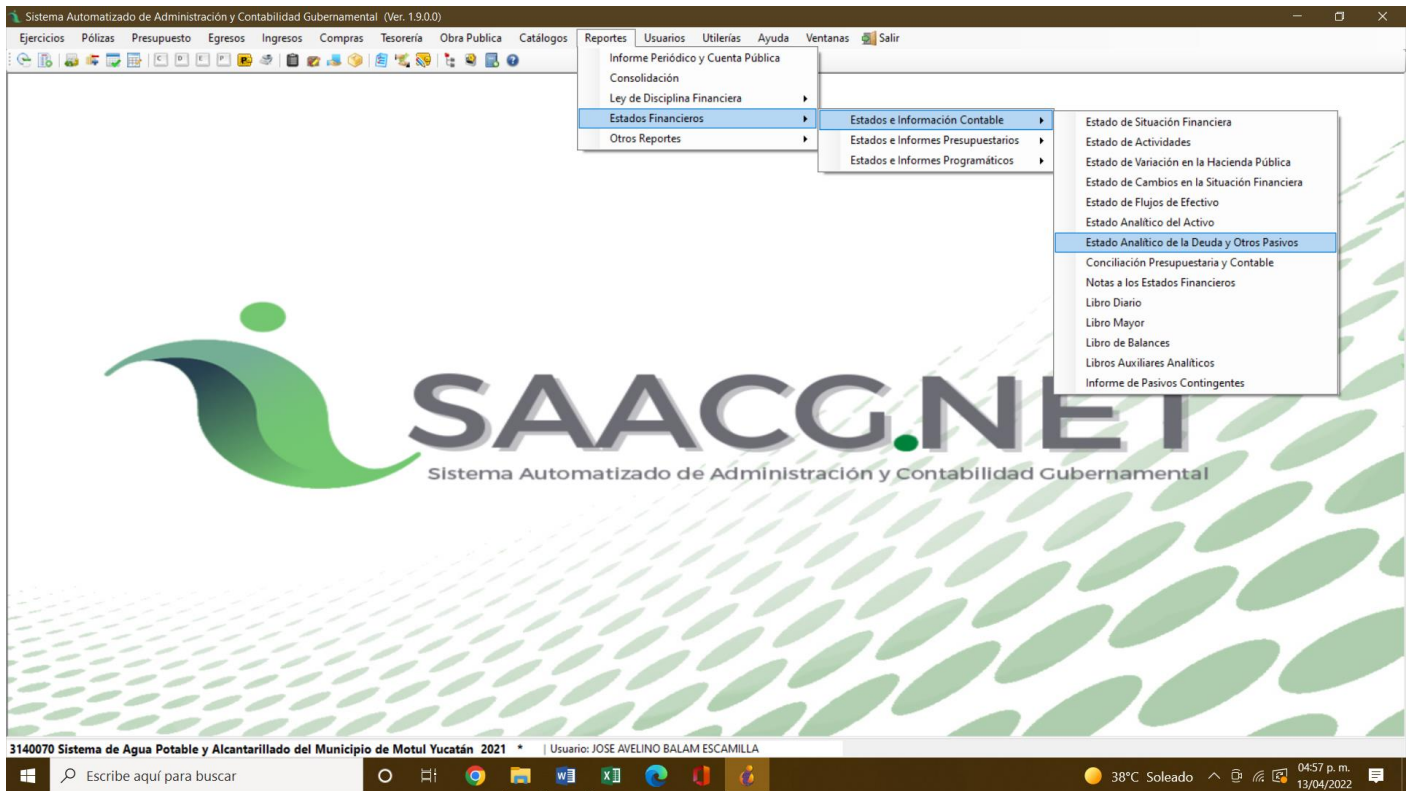 Sistema Automatizado de Administración y Contabilidad Gubernamental (Ver. 1.9.0.0)
Ejercicios Pólizas Presupuesto Egresos Ingresos Compras Tesorería Obra Publica Catálogos Reportes Usuarios Utilerías Ayuda Ventanas Salir
Informe Periódico y Cuenta Pública
Consolidación
Ley de Disciplina Financiera
Estados Financieros
Otros Reportes
Estados e Información Contable
Estados e Informes Presupuestarios
Estados e Informes Programáticos
Estado de Situación Financiera
Estado de Actividades
Estado de Variación en la Hacienda Pública
Estado de Cambios en la Situación Financiera
Estado de Flujos de Efectivo
Estado Analítico del Activo
Estado Analítico de la Deuda y Otros Pasivos
Conciliación Presupuestaria y Contable
Notas a los Estados Financieros
Libro Diario
Libro Mayor
Libro de Balances
Libros Auxiliares Analíticos
Informe de Pasivos Contingentes
SAACG.NET
Sistema Automatizado de Administración y Contabilidad Gubernamental
3140070 Sistema de Agua Potable y Alcantarillado del Municipio de Motul Yucatán 2021 * | Usuario: JOSE AVELINO BALAM ESCAMILLA
Escribe aquí para buscar
38°C Soleado
04:57 p. m.
13/04/2022